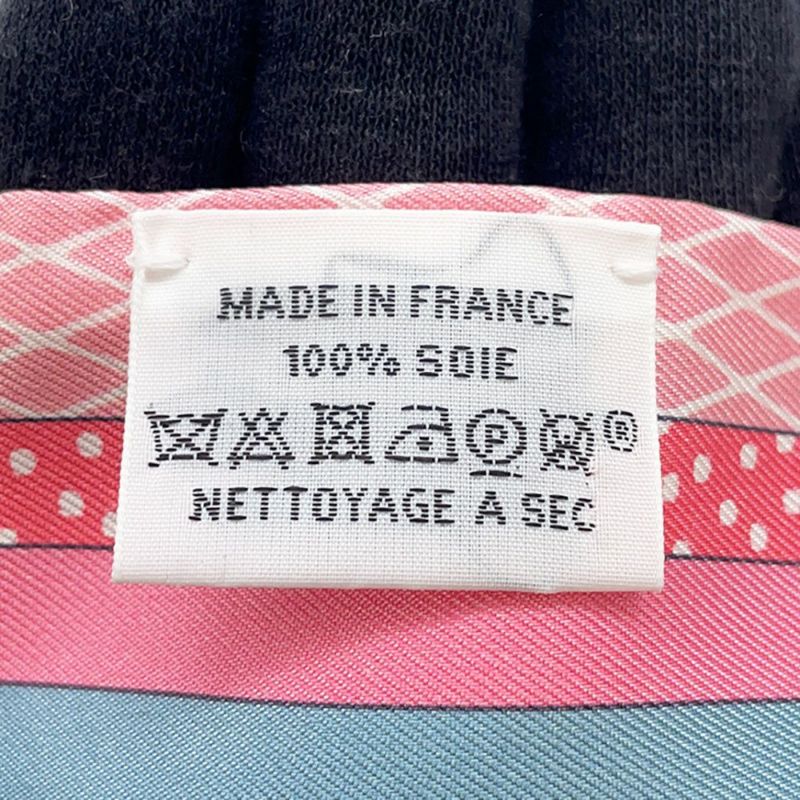 MADE IN FRANCE
100% SOIE
P W ®
NETTOYAGE A SEC